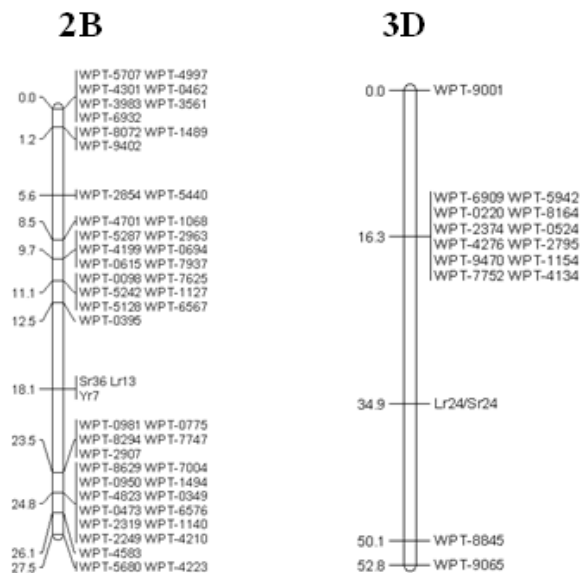 2B
0.0
WPT-5707 WPT-4997
WPT-4301 WPT-0462
WPT-3983 WPT-3561
WPT-6932
1.2
WPT-8072 WPT-1489
WPT-9402
5.6
WPT-2854 WPT-5440
8.5
WPT-4701 WPT-1068
9.7
WPT-5287 WPT-2963
WPT-4199 WPT-0694
WPT-0615 WPT-7937
11.1
WPT-0098 WPT-7625
WPT-5242 WPT-1127
WPT-5128 WPT-6567
12.5
WPT-0395
18.1
Sr36 Lr13
Yr7
23.5
WPT-0981 WPT-0775
WPT-8294 WPT-7747
WPT-2907
24.8
WPT-8629 WPT-7004
WPT-0950 WPT-1494
WPT-4823 WPT-0349
WPT-0473 WPT-6576
WPT-2319 WPT-1140
WPT-2249 WPT-4210
26.1
WPT-4583
27.5
WPT-5680 WPT-4223
3D
0.0
WPT-9001
16.3
WPT-6909 WPT-5942
WPT-0220 WPT-8164
WPT-2374 WPT-0524
WPT-4276 WPT-2795
WPT-9470 WPT-1154
WPT-7752 WPT-4134
34.9
Lr24/Sr24
50.1
WPT-8845
52.8
WPT-9065